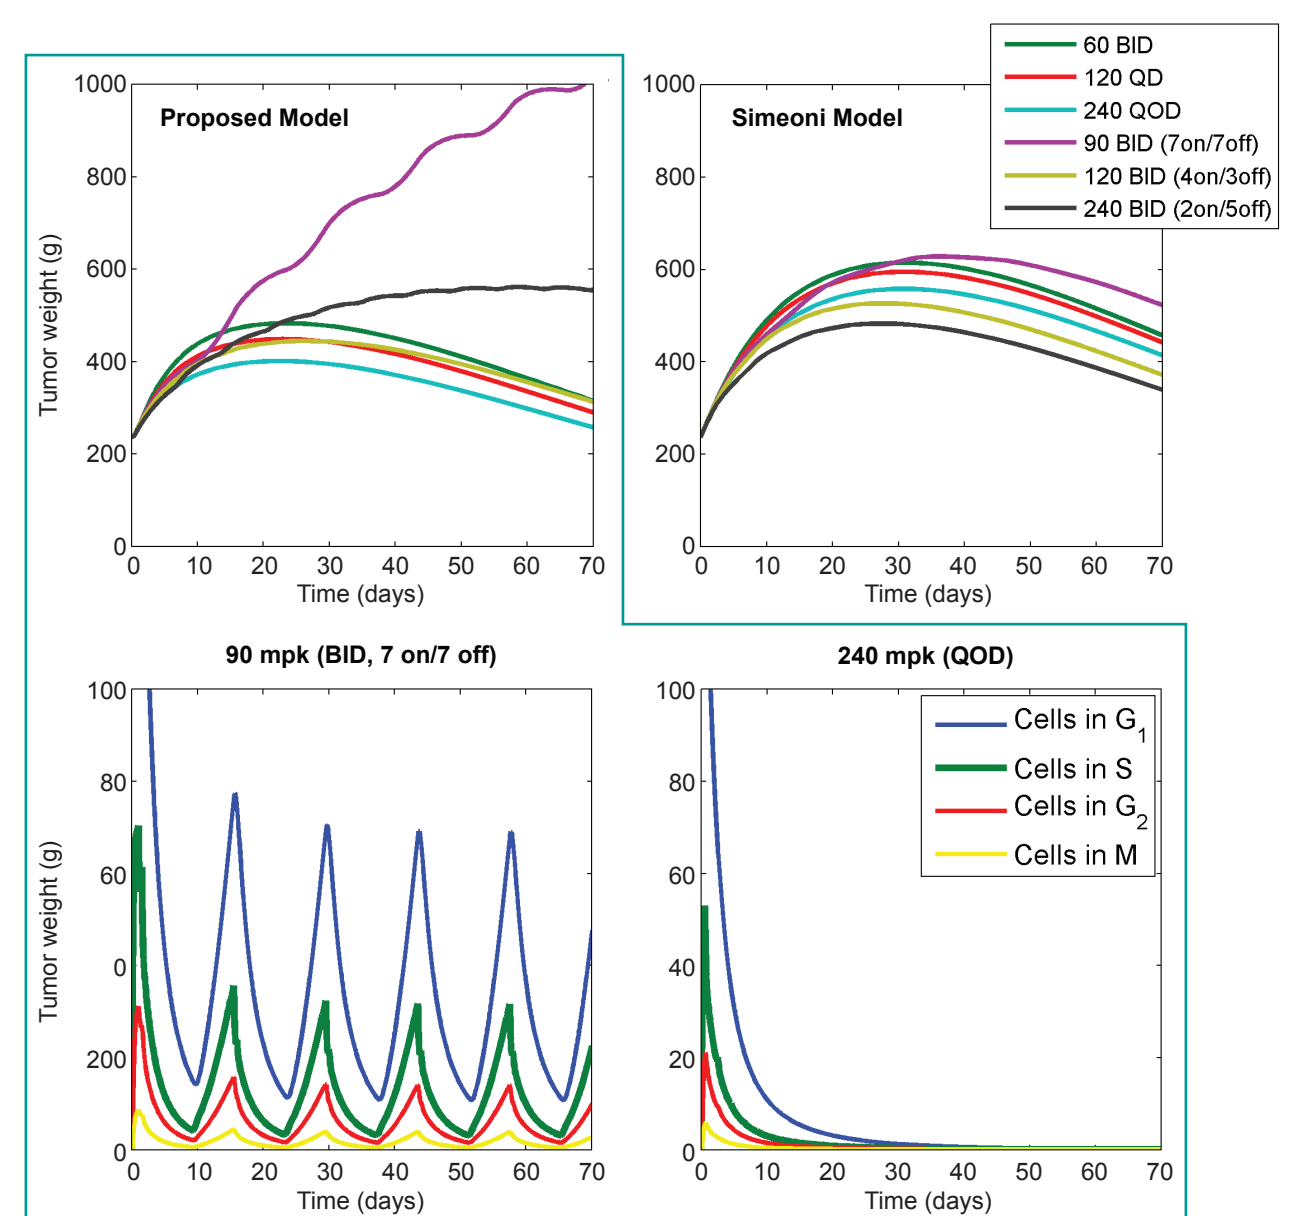 60 BID
120 QD
240 QOD
90 BID (7on/7off)
120 BID (4on/3off)
240 BID (2on/5off)
Proposed Model
1000
800
600
400
200
0
Tumor weight (g)
0 10 20 30 40 50 60 70
Time (days)
Simeoni Model
1000
800
600
400
200
0
0 10 20 30 40 50 60 70
Time (days)
90 mpk (BID, 7 on/7 off)
100
80
60
0
200
0
Tumor weight (g)
0 10 20 30 40 50 60 70
Time (days)
240 mpk (QOD)
Cells in G1
Cells in S
Cells in G2
Cells in M
100
80
60
40
20
0
0 10 20 30 40 50 60 70
Time (days)